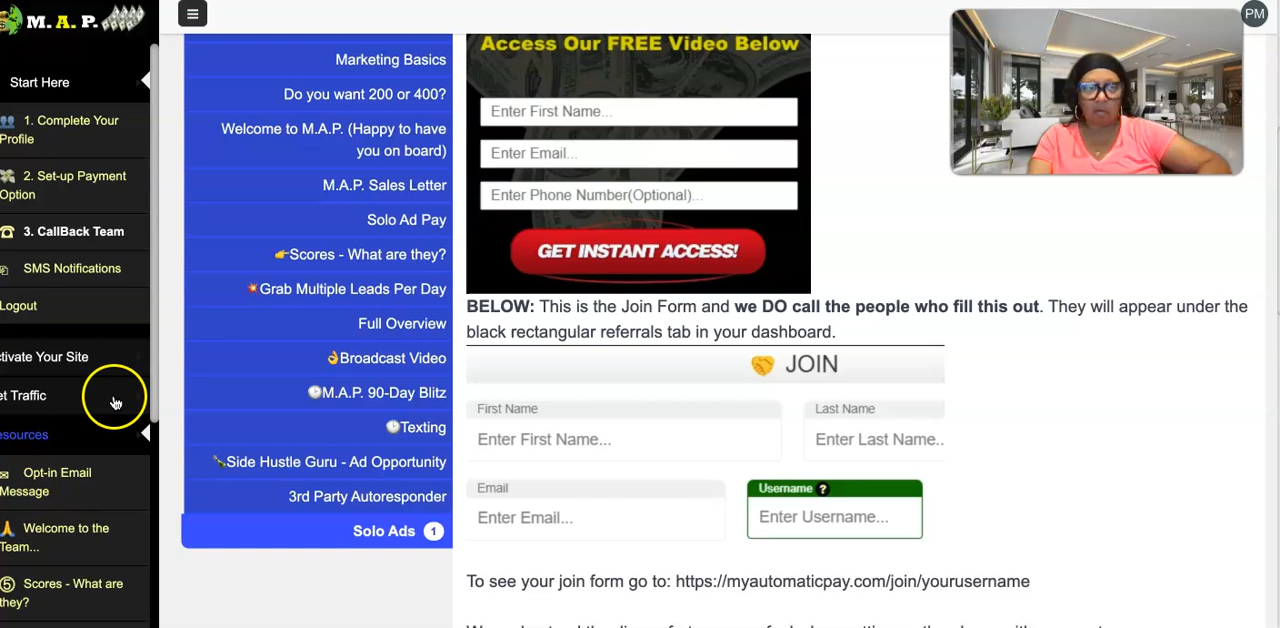 M. A. P.
Start Here
1. Complete Your
Profile
2. Set-up Payment
Option
3. CallBack Team
SMS Notifications
Logout
ctivate Your Site
et Traffic
esources
Opt-in Email
Message
Welcome to the
Team...
5 Scores - What are
they?
Marketing Basics
Do you want 200 or 400?
Welcome to M.A.P. (Happy to have
you on board)
M.A.P. Sales Letter
Solo Ad Pay
👉Scores - What are they?
💥Grab Multiple Leads Per Day
Full Overview
👌Broadcast Video
🕒M.A.P. 90-Day Blitz
🕒Texting
Side Hustle Guru - Ad Opportunity
3rd Party Autoresponder
Solo Ads 1
Access Our FREE Video Below
Enter First Name...
Enter Email...
Enter Phone Number(Optional)...
GET INSTANT ACCESS!
BELOW: This is the Join Form and we DO call the people who fill this out. They will appear under the
black rectangular referrals tab in your dashboard.
🤝 JOIN
First Name
Enter First Name...
Last Name
Enter Last Name..
Email
Enter Email...
Username ?
Enter Username...
To see your join form go to: https://myautomaticpay.com/join/yourusername
PM